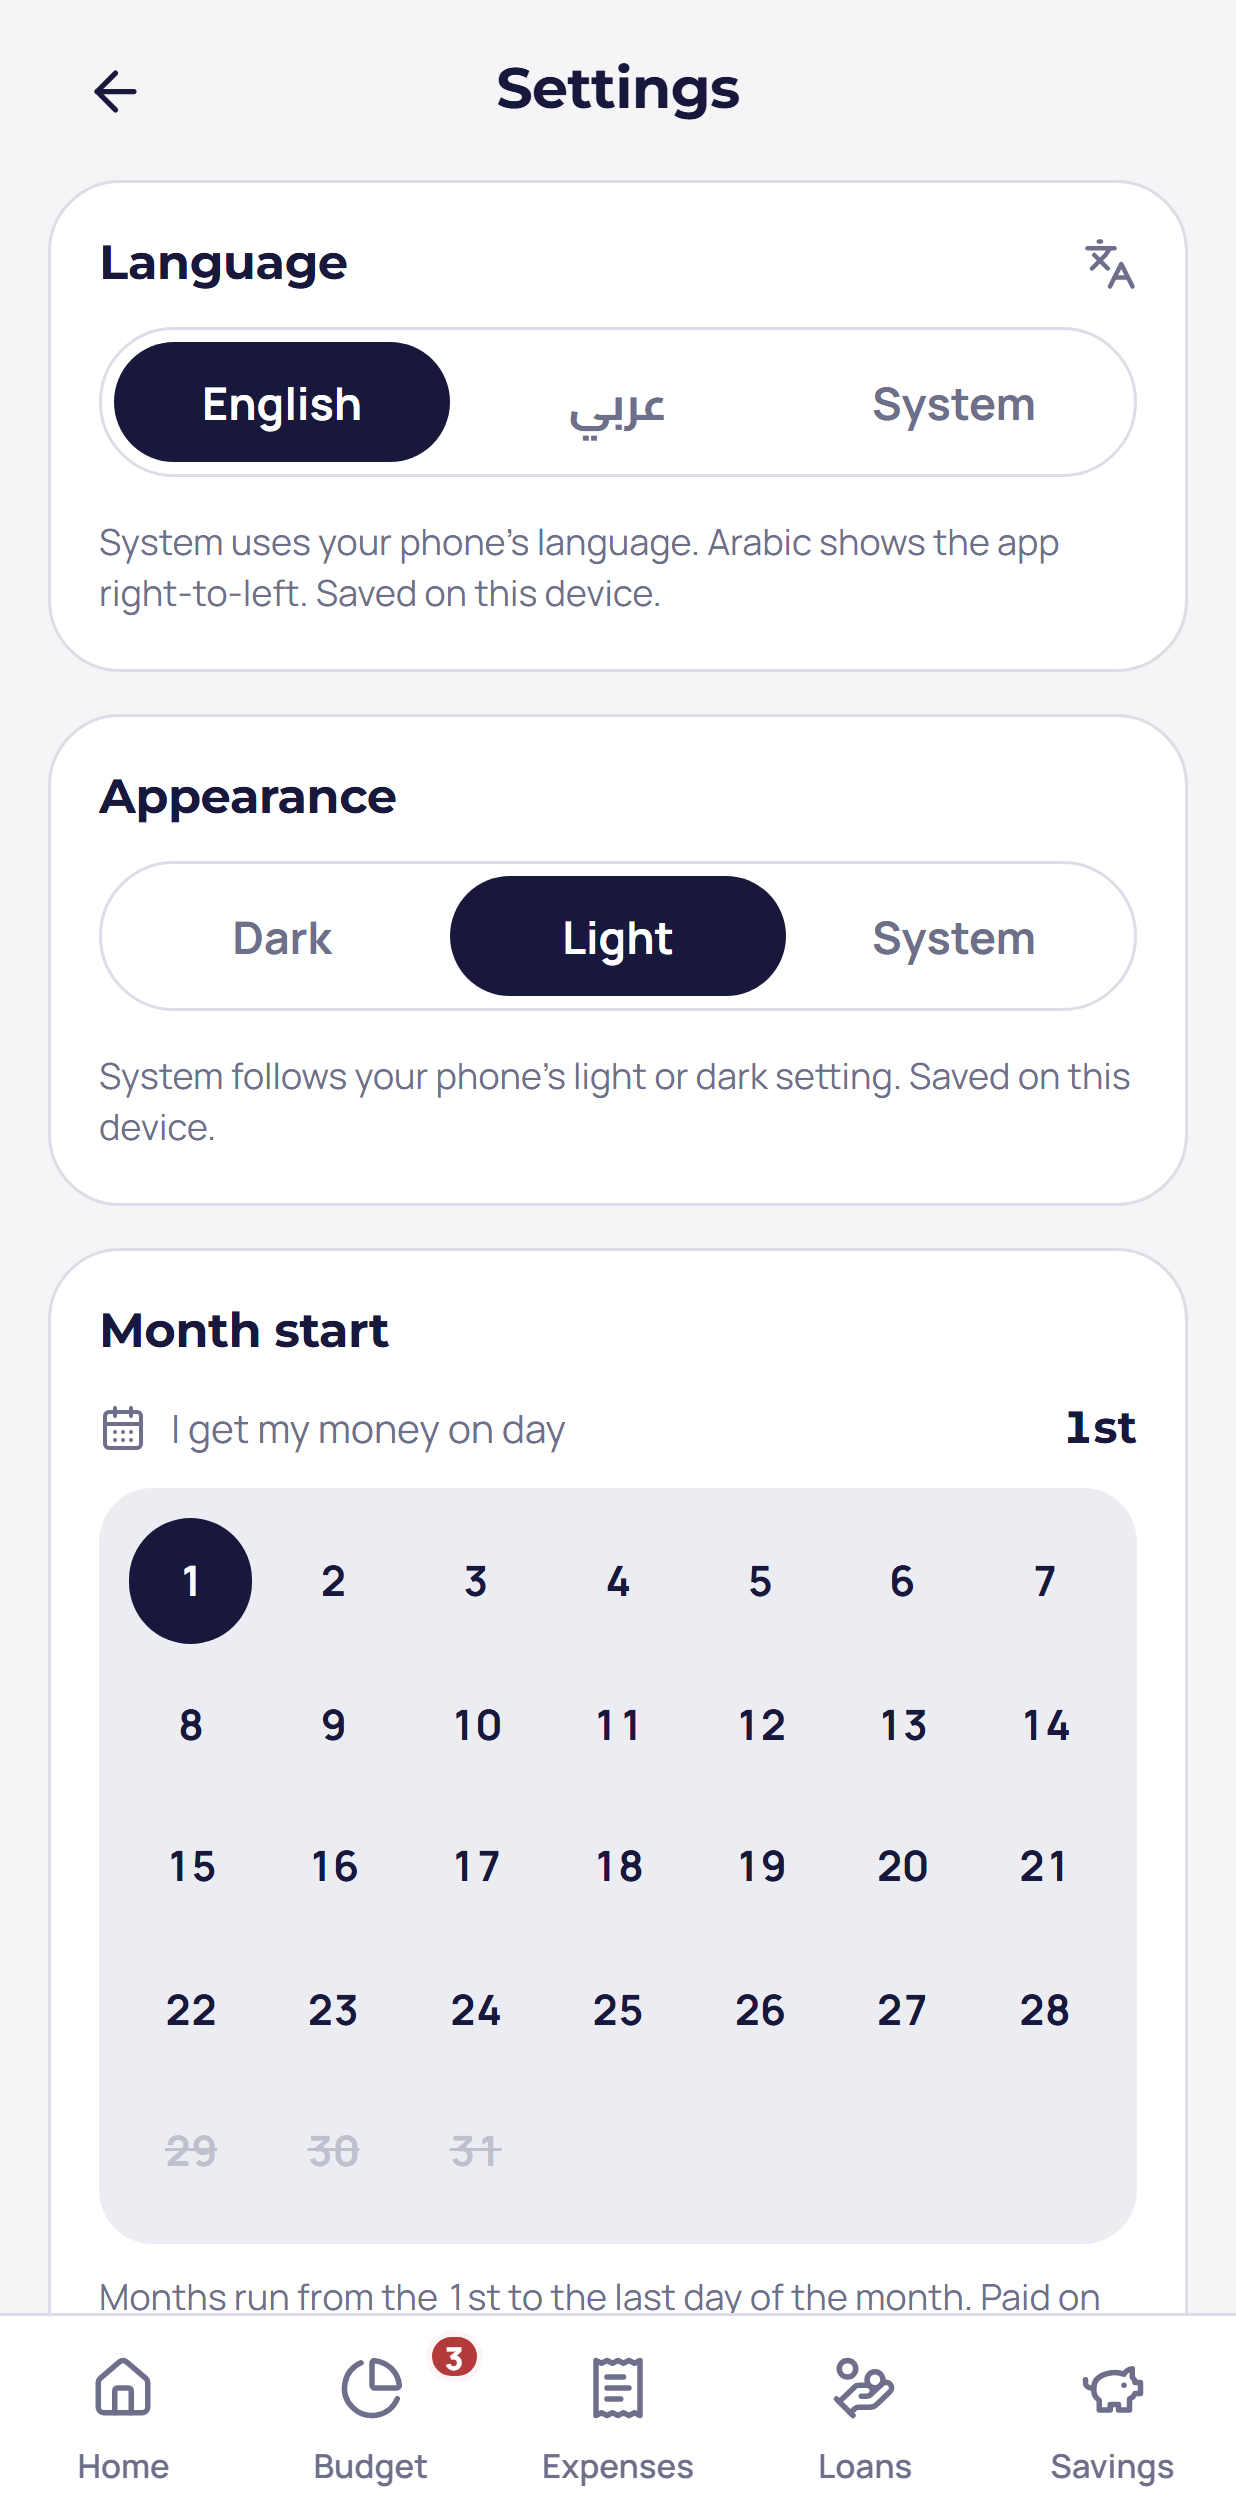 Settings
Language
English عربي System
System uses your phone's language. Arabic shows the app
right-to-left. Saved on this device.
Appearance
Dark Light System
System follows your phone's light or dark setting. Saved on this
device.
Month start
I get my money on day 1st
1 2 3 4 5 6 7
8 9 10 11 12 13 14
15 16 17 18 19 20 21
22 23 24 25 26 27 28
29 30 31
Months run from the 1st to the last day of the month. Paid on
3
Home Budget Expenses Loans Savings